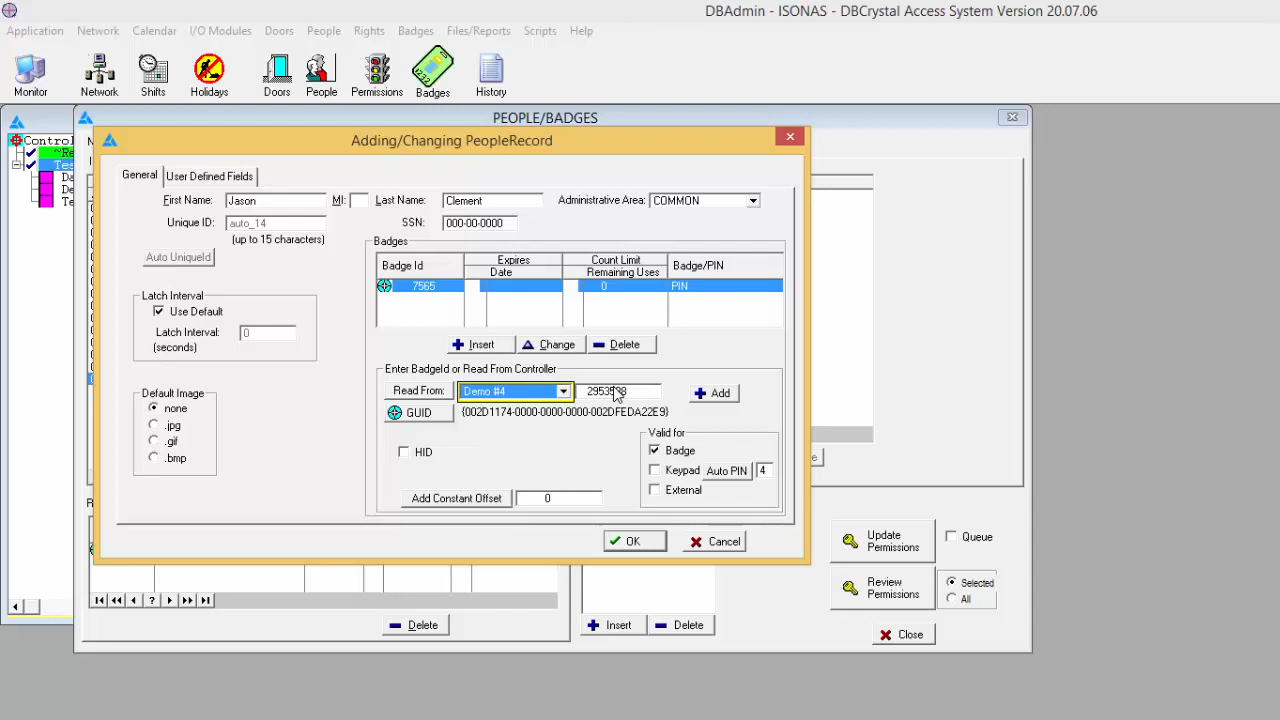 DBAdmin - ISONAS - DBCrystal Access System Version 20.07.06
Application Network Calendar I/O Modules Doors People Rights Badges Files/Reports Scripts Help
Monitor Network Shifts Holidays Doors People Permissions Badges History
PEOPLE/BADGES
Adding/Changing PeopleRecord
General User Defined Fields
First Name: Jason MI: Last Name: Clement Administrative Area: COMMON
Unique ID: auto_14 SSN: 000-00-0000
(up to 15 characters)
Auto UniqueId
Badges
Badge Id Expires Date Count Limit Remaining Uses Badge/PIN
7565 0 PIN
Latch Interval
Use Default
Latch Interval: 0
(seconds)
Insert Change Delete
Enter BadgeId or Read From Controller
Read From: Demo #4 Add
GUID {002D1174-0000-0000-0000-002DFEDA22E9}
Default Image
none
.jpg
.gif
.bmp
HID
Valid for
Badge
Keypad Auto PIN 4
External
Add Constant Offset 0
OK Cancel
Update Permissions Queue
Review Permissions Selected
All
Delete Insert Delete
Close